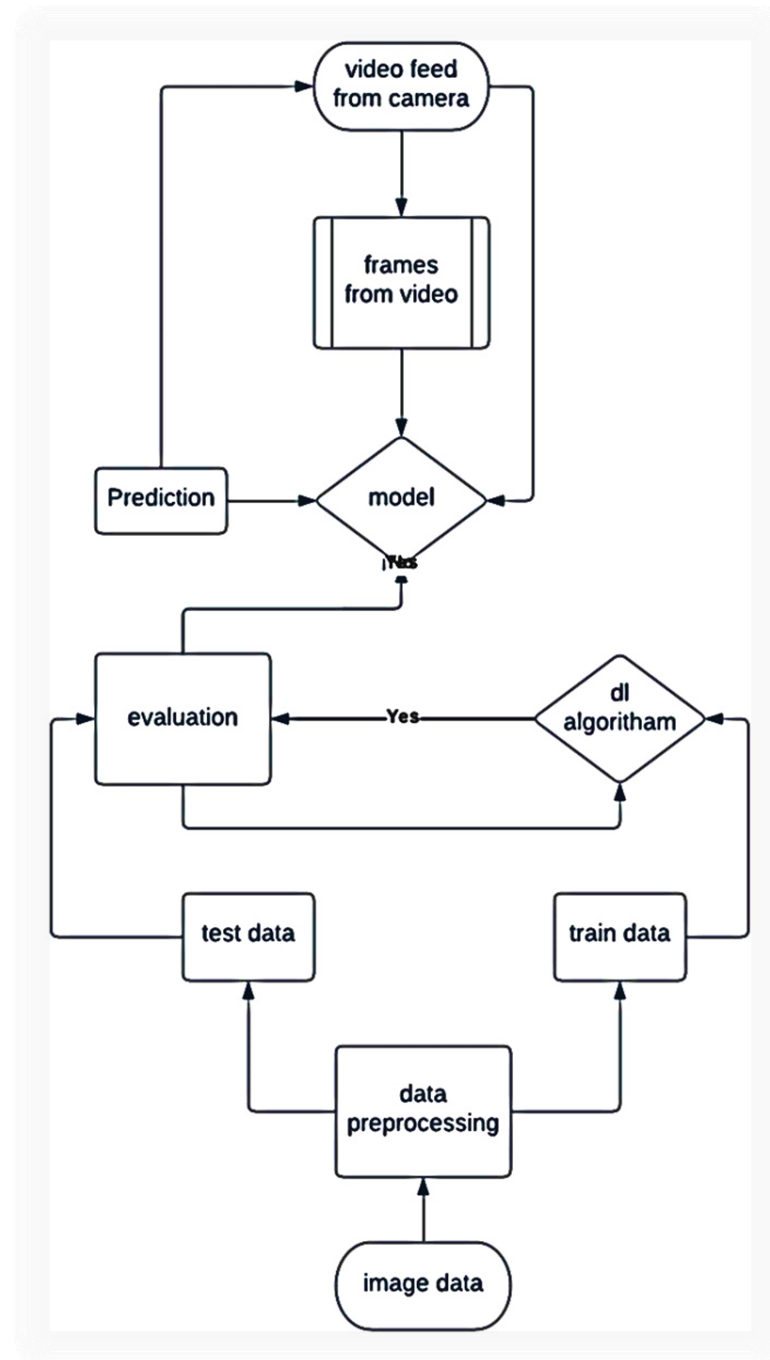 video feed
from camera
frames
from video
Prediction
model
evaluation
Yes
dl
algoritham
test data
train data
data
preprocessing
image data